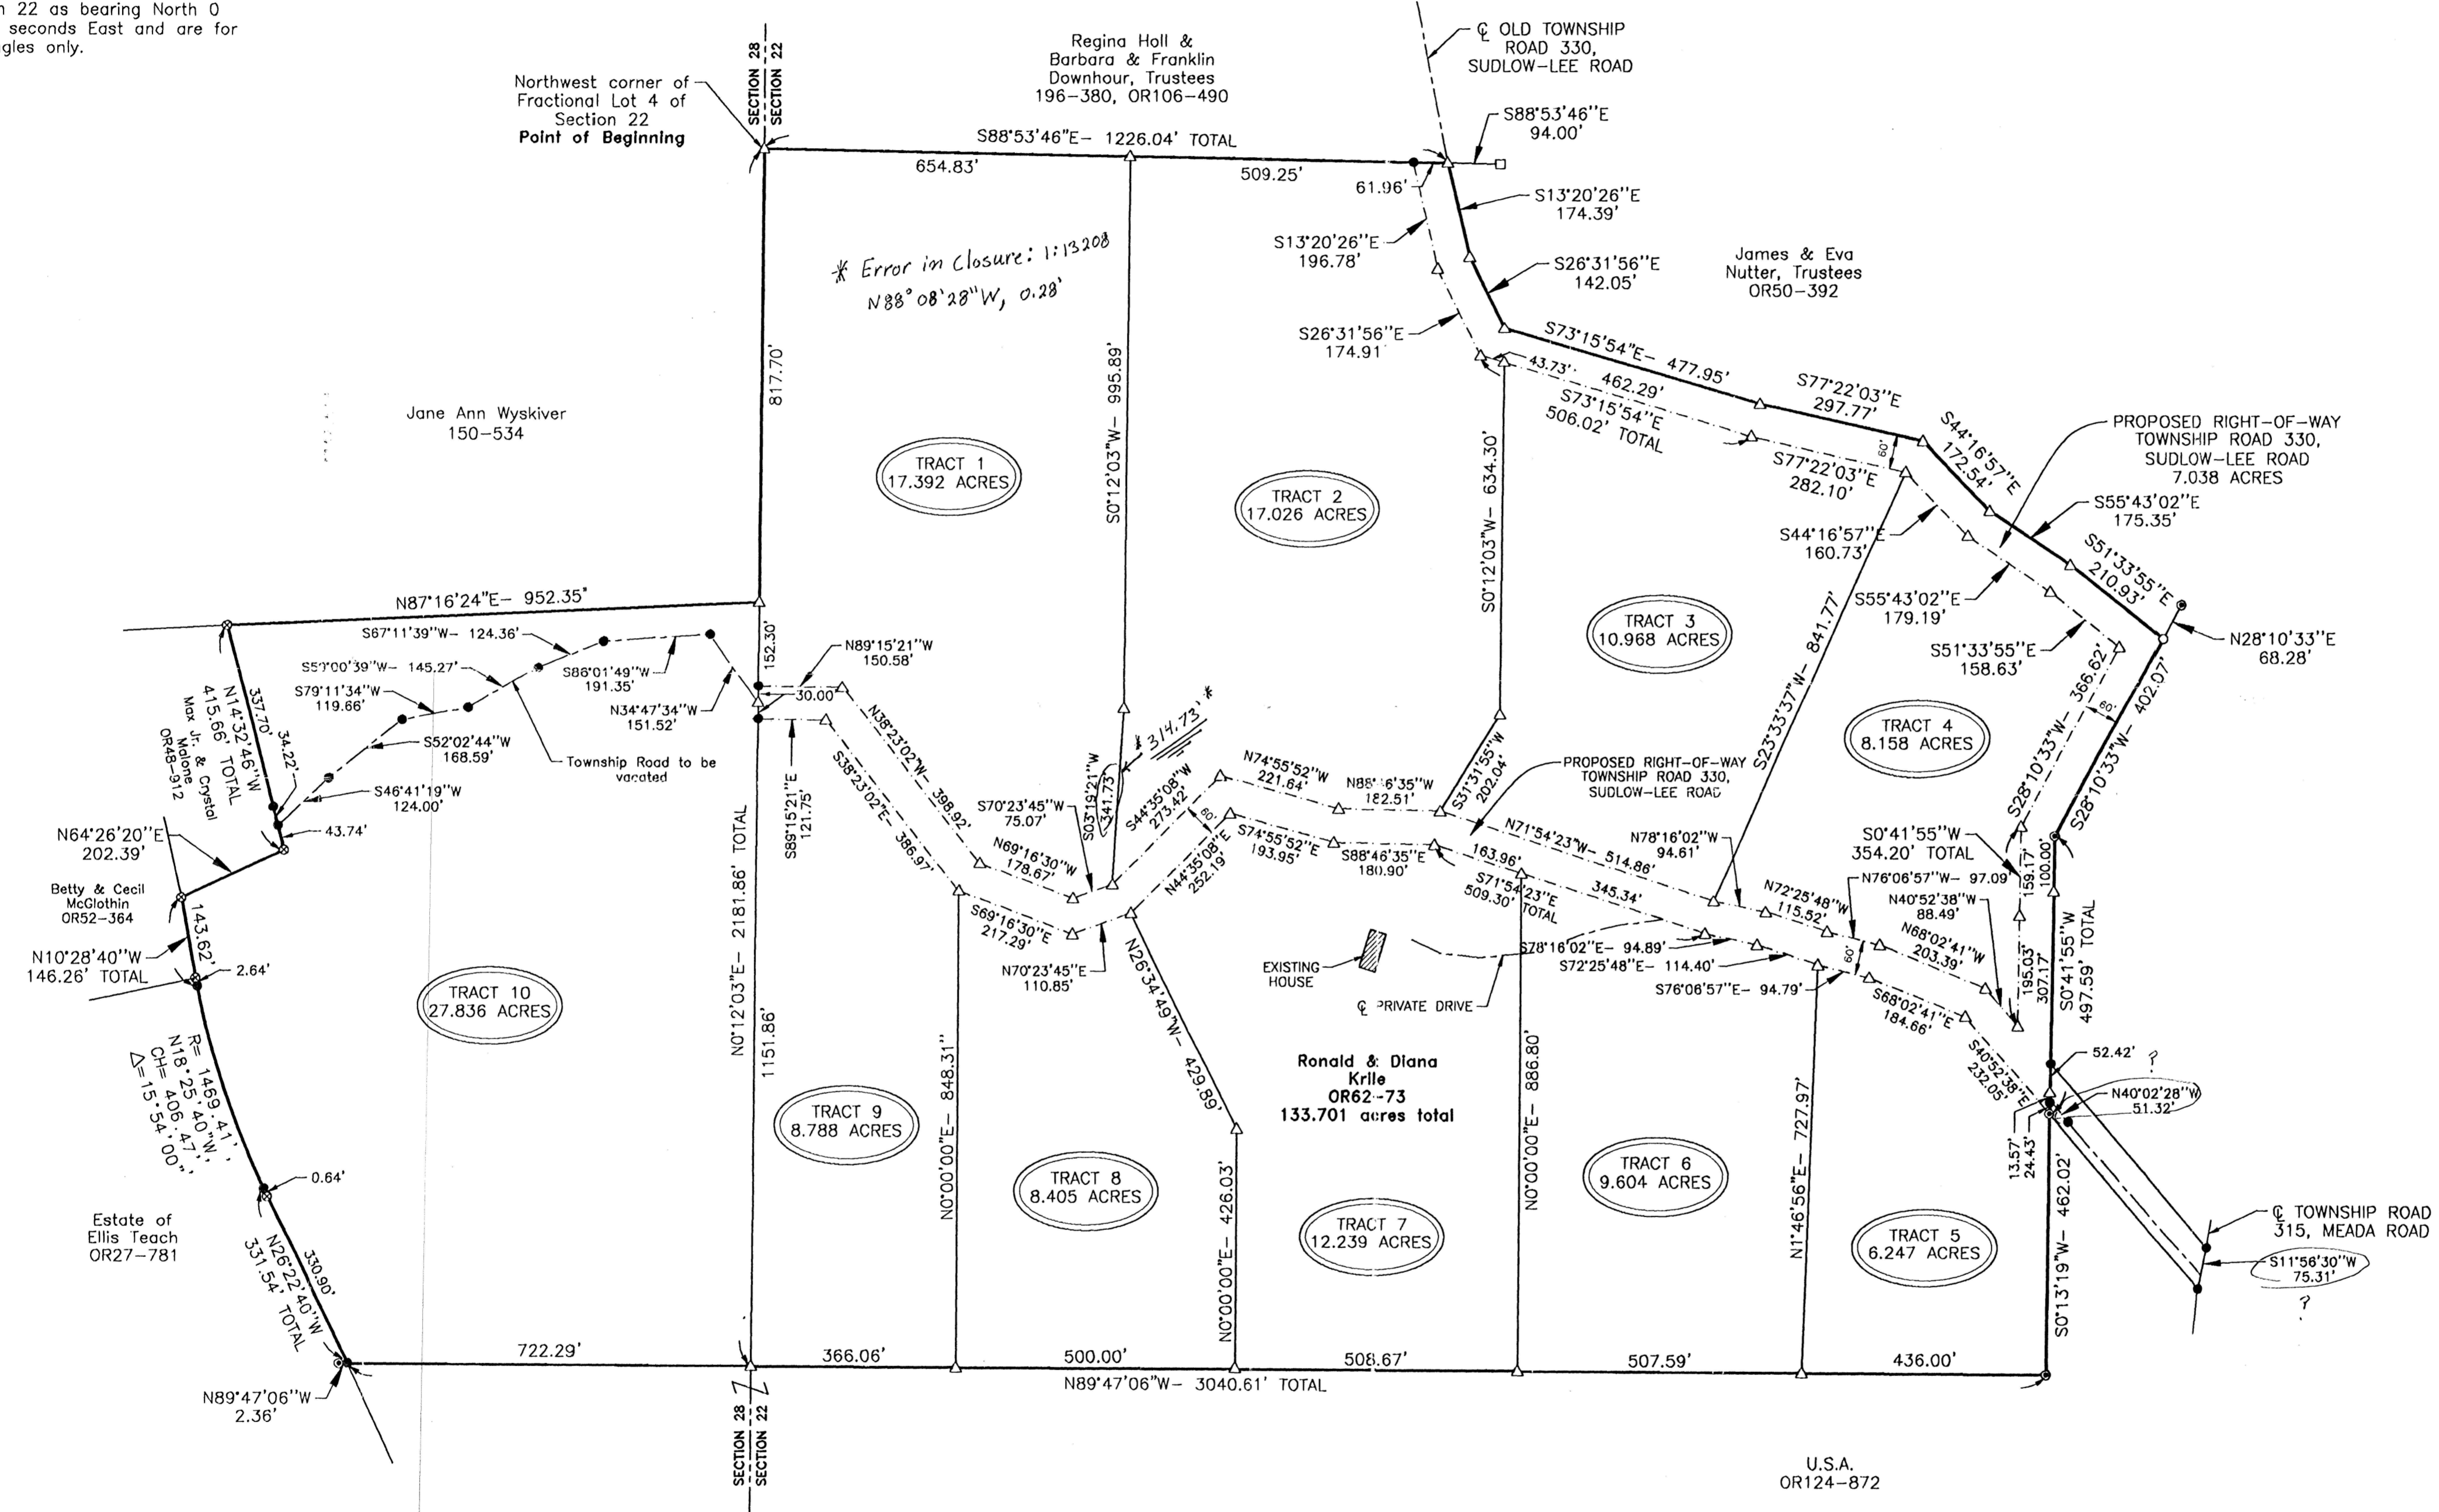 n 22 as bearing North 0
seconds East and are for
gles only.
SECTION 28
SECTION 22
Northwest corner of
Fractional Lot 4 of
Section 22
Point of Beginning
Regina Holl &
Barbara & Franklin
Downhour, Trustees
196-380, OR106-490
℄ OLD TOWNSHIP
ROAD 330,
SUDLOW-LEE ROAD
S88°53'46"E
94.00'
S88°53'46"E- 1226.04' TOTAL
654.83'
509.25'
61.96'
S13°20'26"E
174.39'
S13°20'26"E
196.78'
S26°31'56"E
142.05'
S26°31'56"E
174.91'
James & Eva
Nutter, Trustees
OR50-392
* Error in Closure: 1:13208
N88°08'28"W, 0.28'
817.70'
S0°12'03"W- 995.89'
S73°15'54"E- 477.95'
43.73'
462.29'
S73°15'54"E
506.02' TOTAL
S77°22'03"E
297.77'
60'
S77°22'03"E
282.10'
S44°16'57"E
172.54'
PROPOSED RIGHT-OF-WAY
TOWNSHIP ROAD 330,
SUDLOW-LEE ROAD
7.038 ACRES
S44°16'57"E
160.73'
S55°43'02"E
175.35'
S55°43'02"E
179.19'
S51°33'55"E
210.93'
S51°33'55"E
158.63'
N28°10'33"E
68.28'
Jane Ann Wyskiver
150-534
TRACT 1
17.392 ACRES
TRACT 2
17.026 ACRES
S0°12'03"W- 634.30'
TRACT 3
10.968 ACRES
S23°33'37"W- 841.77'
TRACT 4
8.158 ACRES
S28°10'33"W- 366.62'
60'
S28°10'33"W- 402.07'
N87°16'24"E- 952.35"
S67°11'39"W- 124.36'
145.27'
S79°11'34"W
119.66'
S86°01'49"W
191.35'
N34°47'34"W
151.52'
S52°02'44"W
168.59'
S46°41'19"W
124.00'
Township Road to be
vacated
152.30'
30.00'
N89°15'21"W
150.58'
S89°15'21"E
121.75'
337.70'
N14°32'46"W
415.66' TOTAL
34.22'
43.74'
Max Jr. & Crystal
Malone
OR48-912
N64°26'20"E
202.39'
Betty & Cecil
McGlothin
OR52-364
143.62'
N10°28'40"W
146.26' TOTAL
2.64'
R= 1469.41',
N18°25'40"W,
CH= 406.47',
△=15°54'00",
0.64'
Estate of
Ellis Teach
OR27-781
330.90'
N26°22'40"W
331.54' TOTAL
N89°47'06"W
2.36'
TRACT 10
27.836 ACRES
N0°12'03"E- 2181.86' TOTAL
1151.86'
N38°23'02"W- 398.92'
S38°23'02"E- 386.97'
N69°16'30"W
178.67'
S69°16'30"E
217.29'
S70°23'45"W
75.07'
N70°23'45"E
110.85'
S03°19'21"W
341.73'
* 314.73' *
S44°35'08"W
273.42'
60'
N44°35'08"E
252.19'
N74°55'52"W
221.64'
S74°55'52"E
193.95'
182.51'
S88°46'35"E
180.90'
S31°31'55"W
202.04'
PROPOSED RIGHT-OF-WAY
TOWNSHIP ROAD 330,
SUDLOW-LEE ROAD
N71°54'23"W- 514.86'
163.96'
345.34'
S71°54'23"E
509.30' TOTAL
N78°16'02"W
94.61'
N72°25'48"W
115.52'
N76°06'57"W- 97.09'
N68°02'41"W
203.39'
N40°52'38"W
88.49'
S0°41'55"W
354.20' TOTAL
159.17'
195.03'
100.00'
307.17'
S0°41'55"W
497.59' TOTAL
S78°16'02"E- 94.89'
S72°25'48"E- 114.40'
S76°06'57"E- 94.79'
60'
S68°02'41"E
184.66'
S40°52'38"E
232.05'
52.42' ?
N40°02'28"W
51.32'
13.57'
24.43'
EXISTING
HOUSE
℄ PRIVATE DRIVE
Ronald & Diana
Krile
OR62-73
133.701 acres total
N26°34'49"W- 429.89'
N0°00'00"E- 848.31"
N0°00'00"E- 426.03'
N0°00'00"E- 886.80'
N1°46'56"E- 727.97'
S0°13'19"W- 462.02'
TRACT 9
8.788 ACRES
TRACT 8
8.405 ACRES
TRACT 7
12.239 ACRES
TRACT 6
9.604 ACRES
TRACT 5
6.247 ACRES
℄ TOWNSHIP ROAD
315, MEADA ROAD
S11°56'30"W
75.31'
?
722.29'
366.06'
500.00'
508.67'
507.59'
436.00'
N89°47'06"W- 3040.61' TOTAL
SECTION 28
SECTION 22
U.S.A.
OR124-872